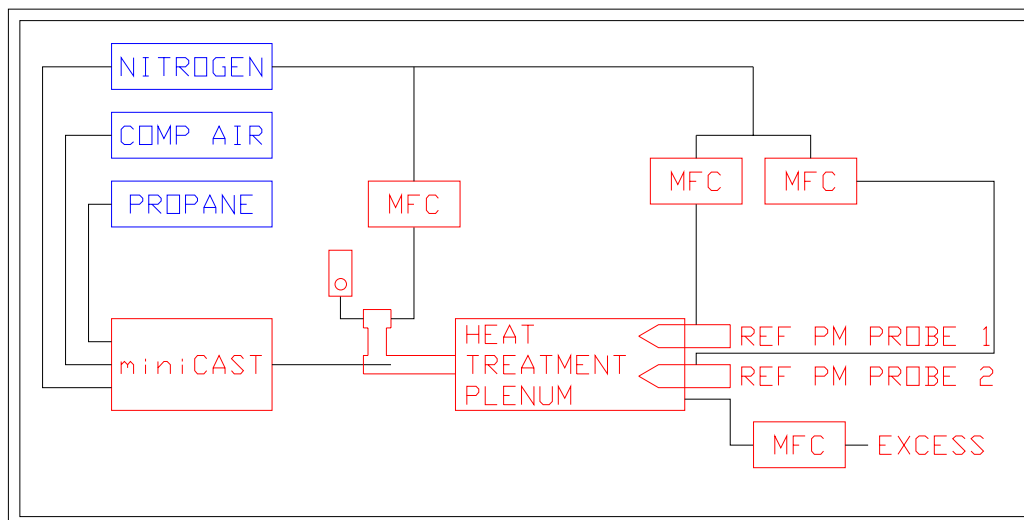 NITROGEN
COMP AIR
PROPANE
MFC
MFC
MFC
miniCAST
HEAT
TREATMENT
PLENUM
REF PM PROBE 1
REF PM PROBE 2
MFC
EXCESS